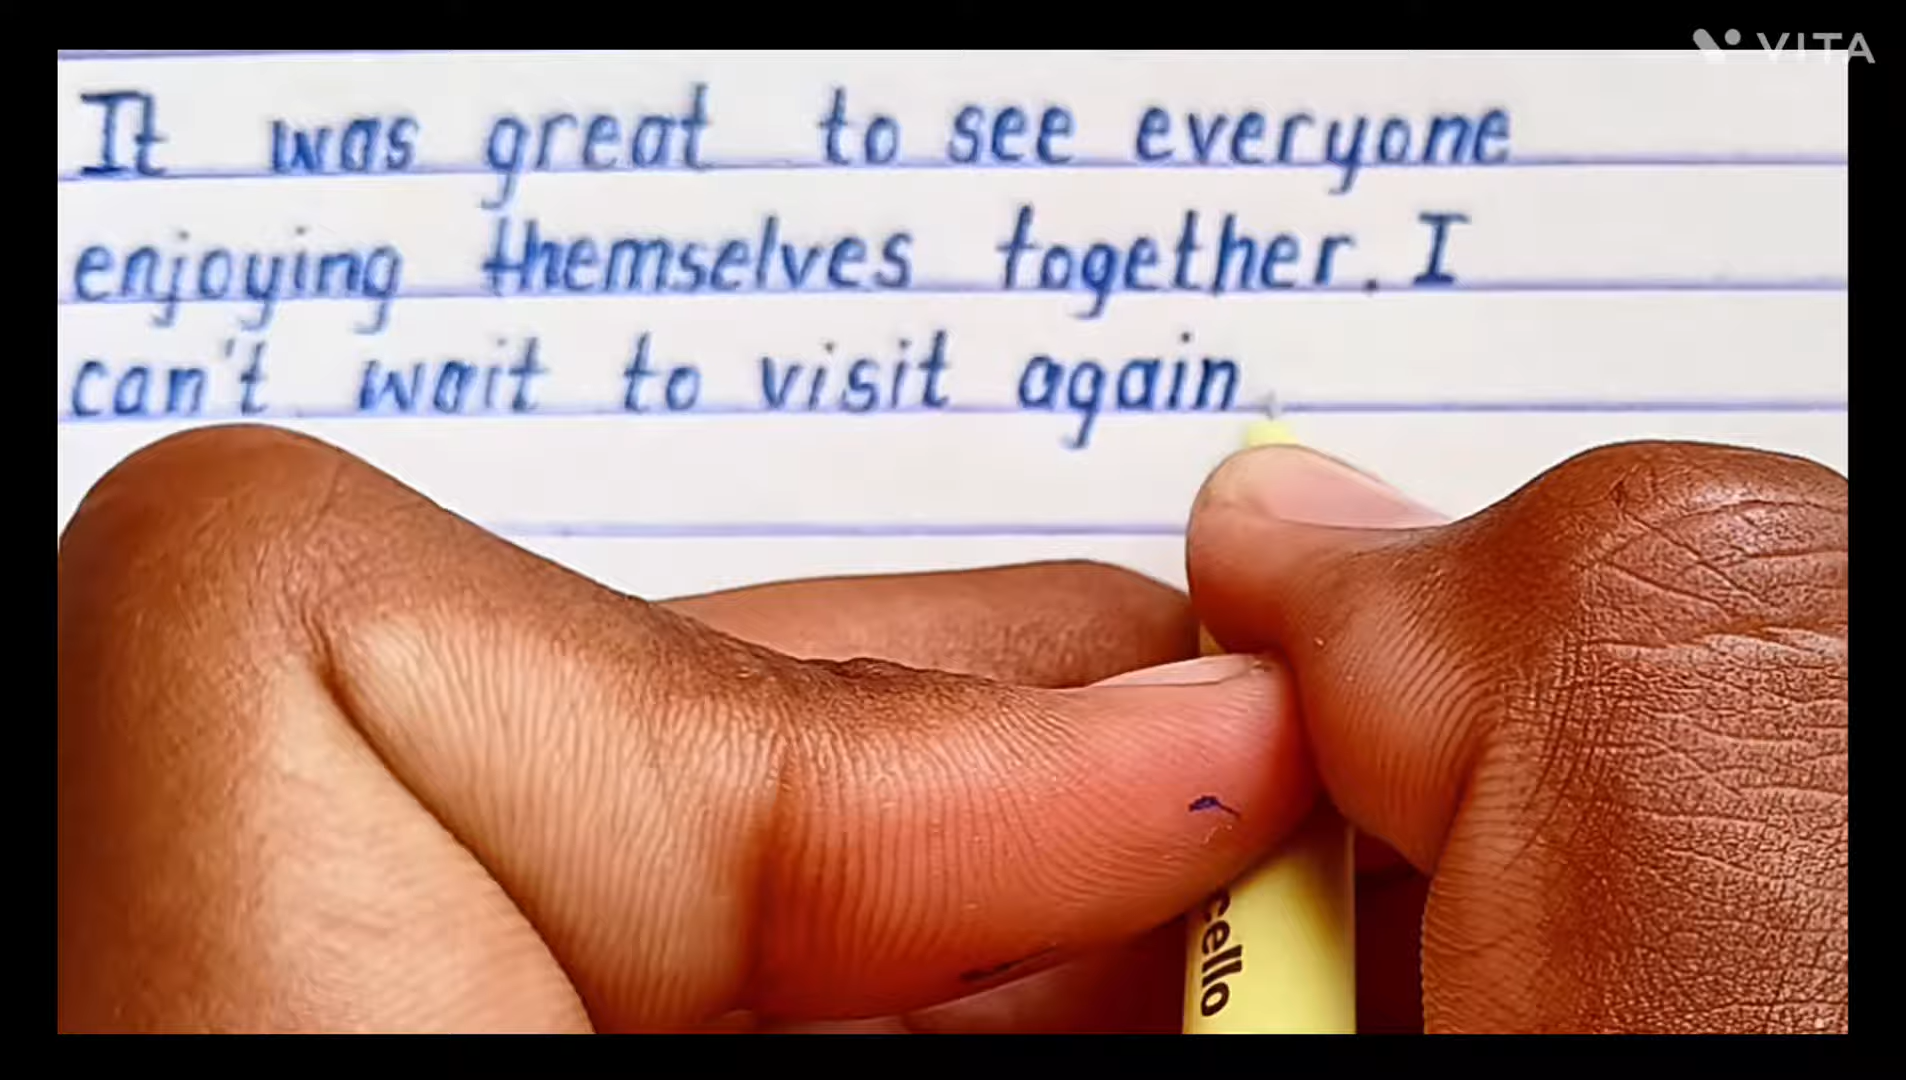 VITA
It was great to see everyone
enjoying themselves together. I
can't wait to visit again.
cello